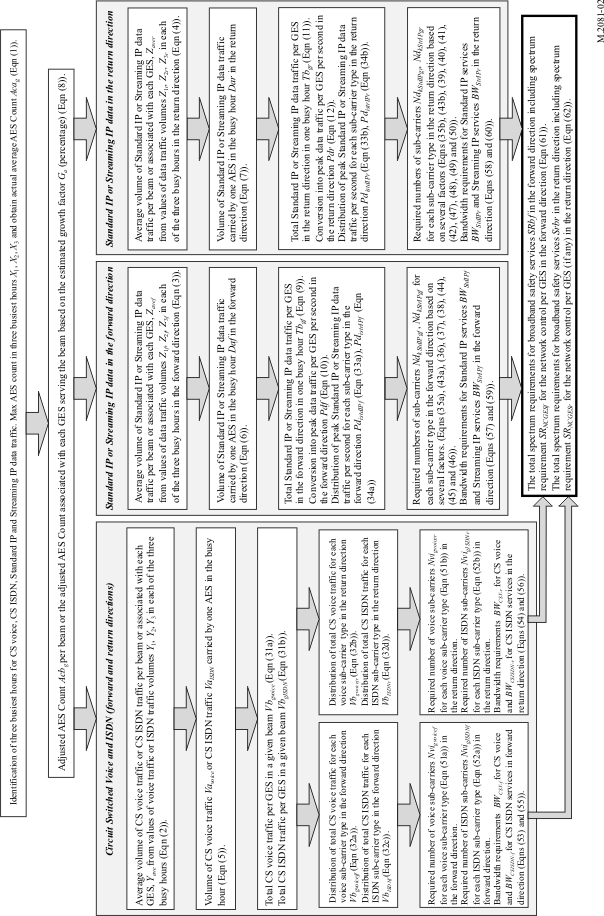 Identification of three busiest hours for CS voice, CS ISDN, Standard IP and Streaming IP data traffic. Max AES count in three busiest hours X1, X2, X3 and obtain actual average AES Count Aca g (Eqn (1)).
Adjusted AES Count Acb g per beam or the adjusted AES Count associated with each GES serving the beam based on the estimated growth factor G e (percentage) (Eqn (8)).
Circuit Switched Voice and ISDN (forward and return directions)
Average volume of CS voice traffic or CS ISDN traffic per beam or associated with each
GES, from values of voice traffic or ISDN traffic volumes Y1, Y2, Y3 in each of the three
busy hours (Eqn (2)).
Volume of CS voice traffic Va voice or CS ISDN traffic Va ISDN carried by one AES in the busy
hour (Eqn (5)).
Total CS voice traffic per GES in a given beam Vb gvoice (Eqn (31a)).
Total CS ISDN traffic per GES in a given beam Vb gISDN (Eqn (31b)).
Distribution of total CS voice traffic for each
voice sub-carrier type in the forward direction
(Eqn (32a)).
Distribution of total CS ISDN traffic for each
ISDN sub-carrier type in the forward direction
(Eqn (32c)).
Distribution of total CS voice traffic for each
voice sub-carrier type in the return direction
(Eqn (32b)).
Distribution of total CS ISDN traffic for each
ISDN sub-carrier type in the return direction
(Eqn (32d)).
Required number of voice sub-carriers
for each voice sub-carrier type (Eqn (51a)) in
the forward direction.
Required number of ISDN sub-carriers
for each ISDN sub-carrier type (Eqn (52a)) in
forward direction.
Bandwidth requirements for CS voice
and for CS ISDN services in forward
direction (Eqns (53) and (55)).
Required number of voice sub-carriers
for each voice sub-carrier type (Eqn (51b)) in
the return direction.
Required number of ISDN sub-carriers
for each ISDN sub-carrier type (Eqn (52b)) in
the return direction.
Bandwidth requirements for CS voice
and for CS ISDN services in the
return direction (Eqns (54) and (56)).
Standard IP or Streaming IP data in the forward direction
Average volume of Standard IP or Streaming IP data
traffic per beam or associated with each GES,
from values of data traffic volumes Z1, Z2, Z3, in each
of the three busy hours in the forward direction (Eqn (3)).
Volume of Standard IP or Streaming IP data traffic
carried by one AES in the busy hour Daf in the forward
direction (Eqn (6)).
Total Standard IP or Streaming IP data traffic per GES
in the forward direction in one busy hour Tb gf (Eqn (9)).
Conversion into peak data traffic per GES per second in
the forward direction Pdf (Eqn (10)).
Distribution of peak Standard IP or Streaming IP data
traffic per second for each sub-carrier type in the
forward direction (Eqn (33a)), (Eqn
(34a))
Required numbers of sub-carriers for
each sub-carrier type in the forward direction based on
several factors. (Eqns (35a), (43a), (36), (37), (38), (44),
(45) and (46)).
Bandwidth requirements for Standard IP services
and Streaming IP services in the forward
direction (Eqns (57) and (59)).
Standard IP or Streaming IP data in the return direction
Average volume of Standard IP or Streaming IP data
traffic per beam or associated with each GES,
from values of data traffic volumes Z1, Z2, Z3, in each
of the three busy hours in the return direction (Eqn (4)).
Volume of Standard IP or Streaming IP data traffic
carried by one AES in the busy hour Dar in the return
direction (Eqn (7)).
Total Standard IP or Streaming IP data traffic per GES
in the return direction in one busy hour Tb gr (Eqn (11)).
Conversion into peak data traffic per GES per second in
the return direction Pdr (Eqn (12)).
Distribution of peak Standard IP or Streaming IP data
traffic per second for each sub-carrier type in the return
direction (Eqn (33b), (Eqn (34b)).
Required numbers of sub-carriers
for each sub-carrier type in the return direction based
on several factors (Eqns (35b), (43b), (39), (40), (41),
(42), (47), (48), (49) and (50)).
Bandwidth requirements for Standard IP services
and Streaming IP services in the return
direction (Eqns (58) and (60)).
The total spectrum requirements for broadband safety services SRbf in the forward direction including spectrum
requirement for the network control per GES in the forward direction (Eqn (61)).
The total spectrum requirements for broadband safety services Srbr in the return direction including spectrum
requirement for the network control per GES (if any) in the return direction (Eqn (62)).
M.2081-02